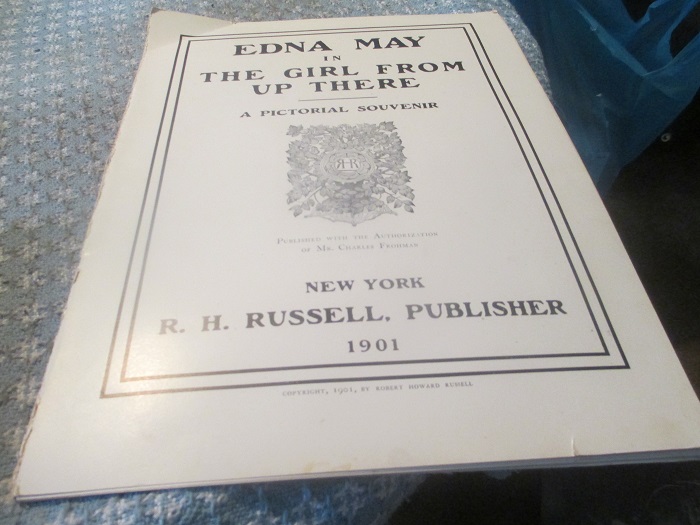 EDNA MAY
IN
THE GIRL FROM
UP THERE
A PICTORIAL SOUVENIR
RHR
PUBLISHED WITH THE AUTHORIZATION
OF MR. CHARLES FROHMAN
NEW YORK
R. H. RUSSELL, PUBLISHER
1901
COPYRIGHT, 1901, BY ROBERT HOWARD RUSSELL